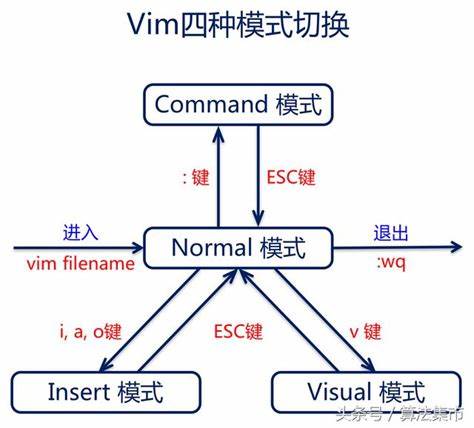 Vim四种模式切换
Command 模式
: 键
ESC键
进入
vim filename
Normal 模式
退出
:wq
i, a, o键
ESC键
v 键
Insert 模式
Visual 模式
头条号/算法集市